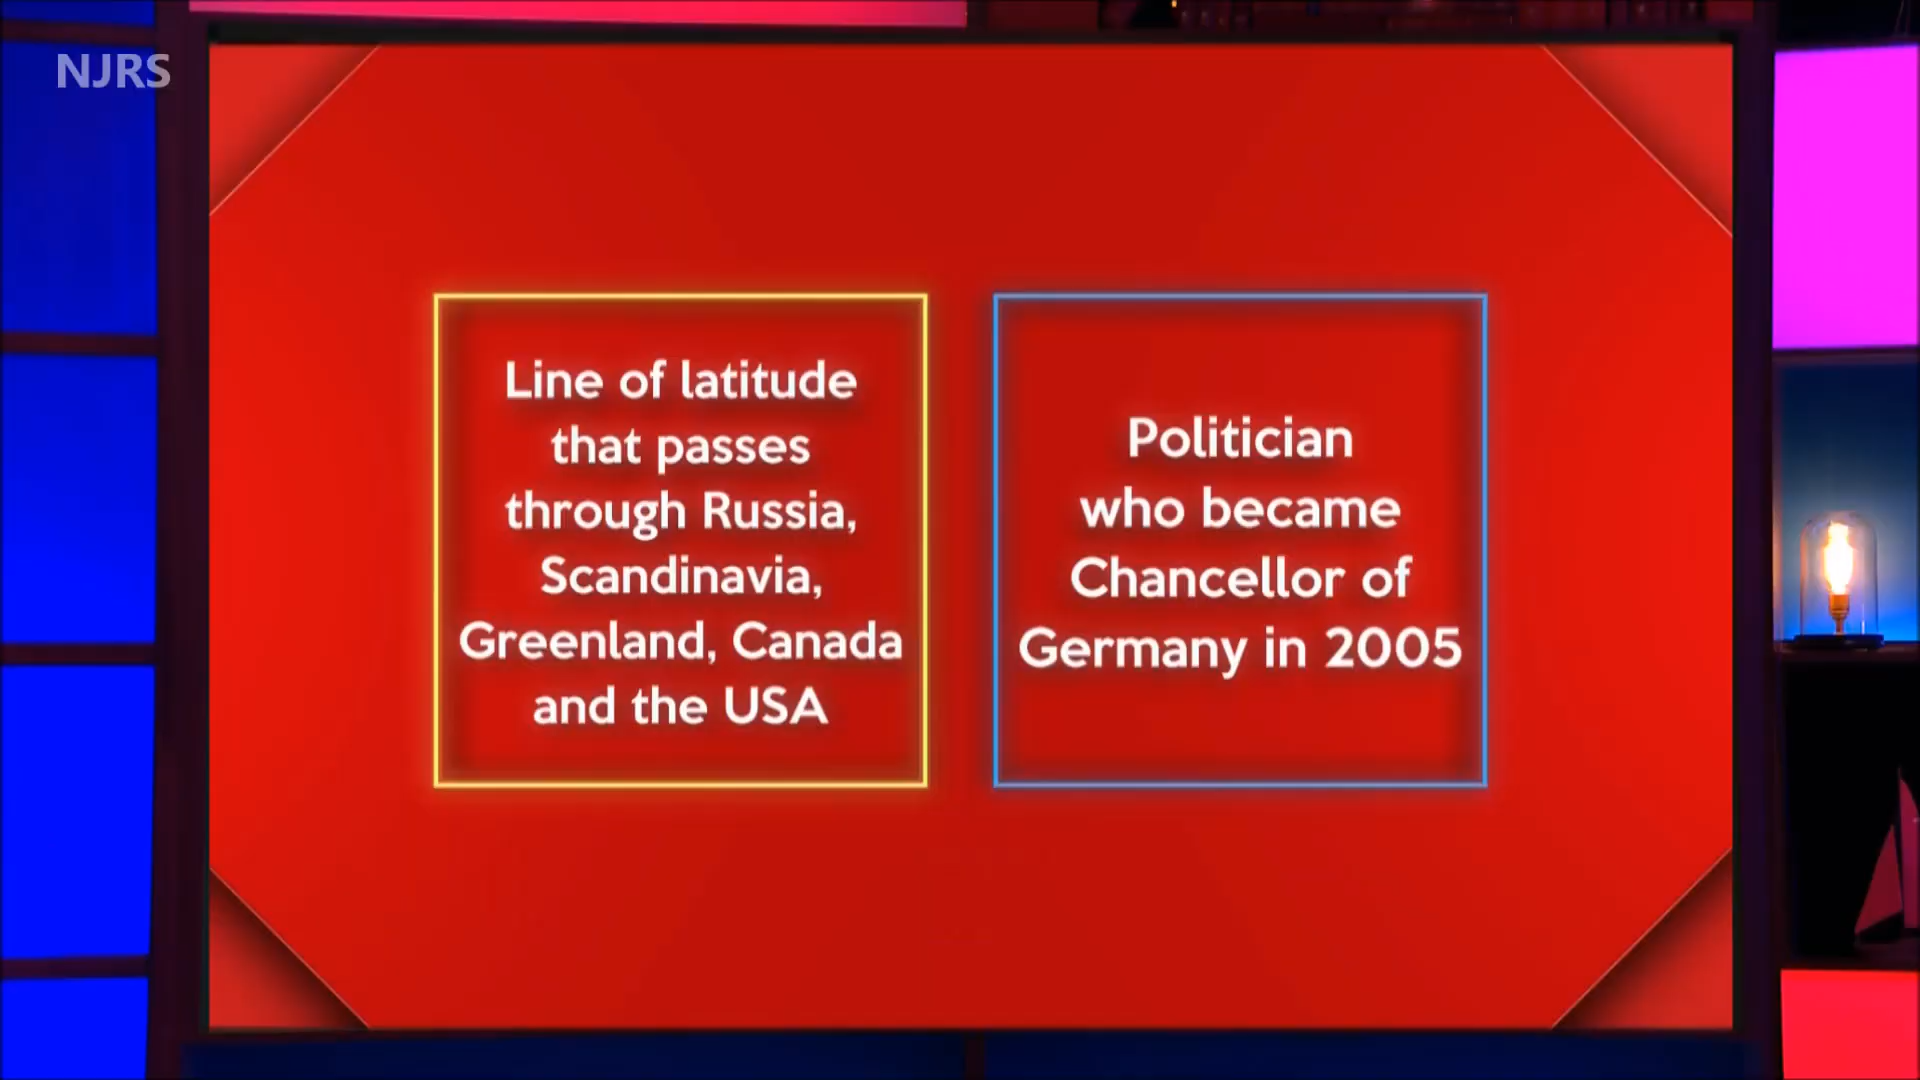 NJRS
Line of latitude
that passes
through Russia,
Scandinavia,
Greenland, Canada
and the USA
Politician
who became
Chancellor of
Germany in 2005